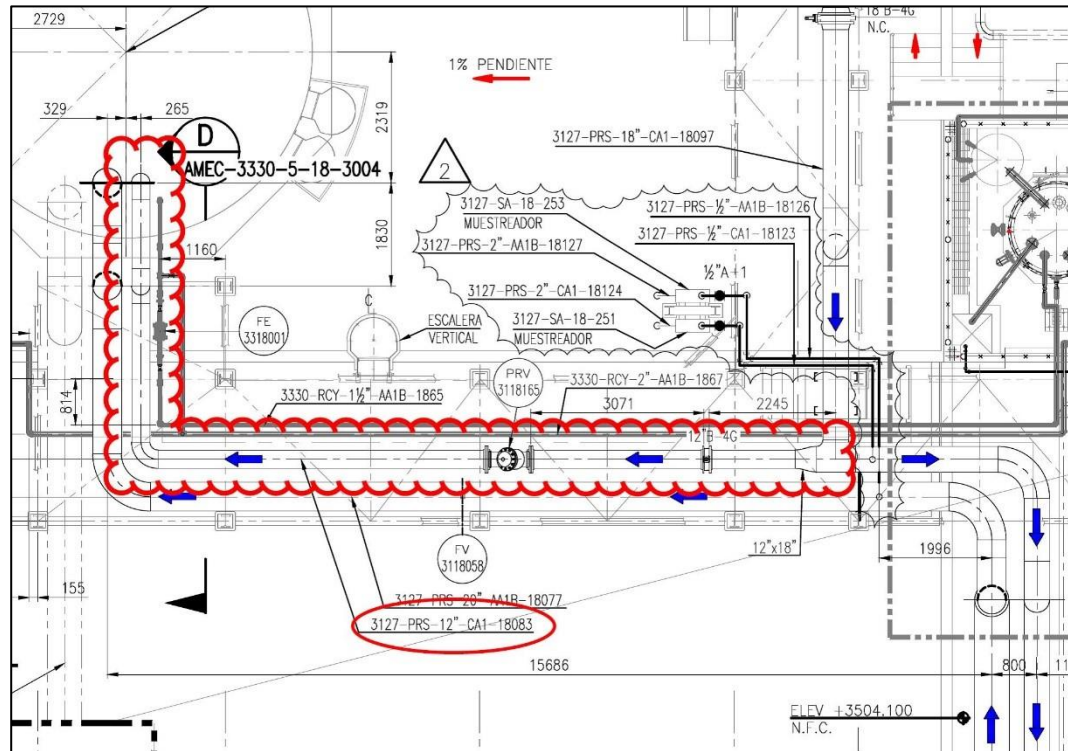 2729
18"B-4G
N.C.
1% PENDIENTE
329
265
2319
D
AMEC-3330-5-18-3004
3127-PRS-18"-CA1-18097
2
3127-SA-18-253
MUESTREADOR
3127-PRS-½"-AA1B-18126
3127-PRS-2"-AA1B-18127
3127-PRS-½"-CA1-18123
1830
1160
½"A-1
3127-PRS-2"-CA1-18124
C
ESCALERA
VERTICAL
3127-SA-18-251
MUESTREADOR
FE
3318001
PRV
3118165
814
3330-RCY-1½"-AA1B-1865
3330-RCY-2"-AA1B-1867
3071
2245
12"B-4G
12"x18"
1996
FV
3118058
155
3127-PRS-20"-AA1B-18077
3127-PRS-12"-CA1-18083
15686
800
11
ELEV +3504.100
N.F.C.